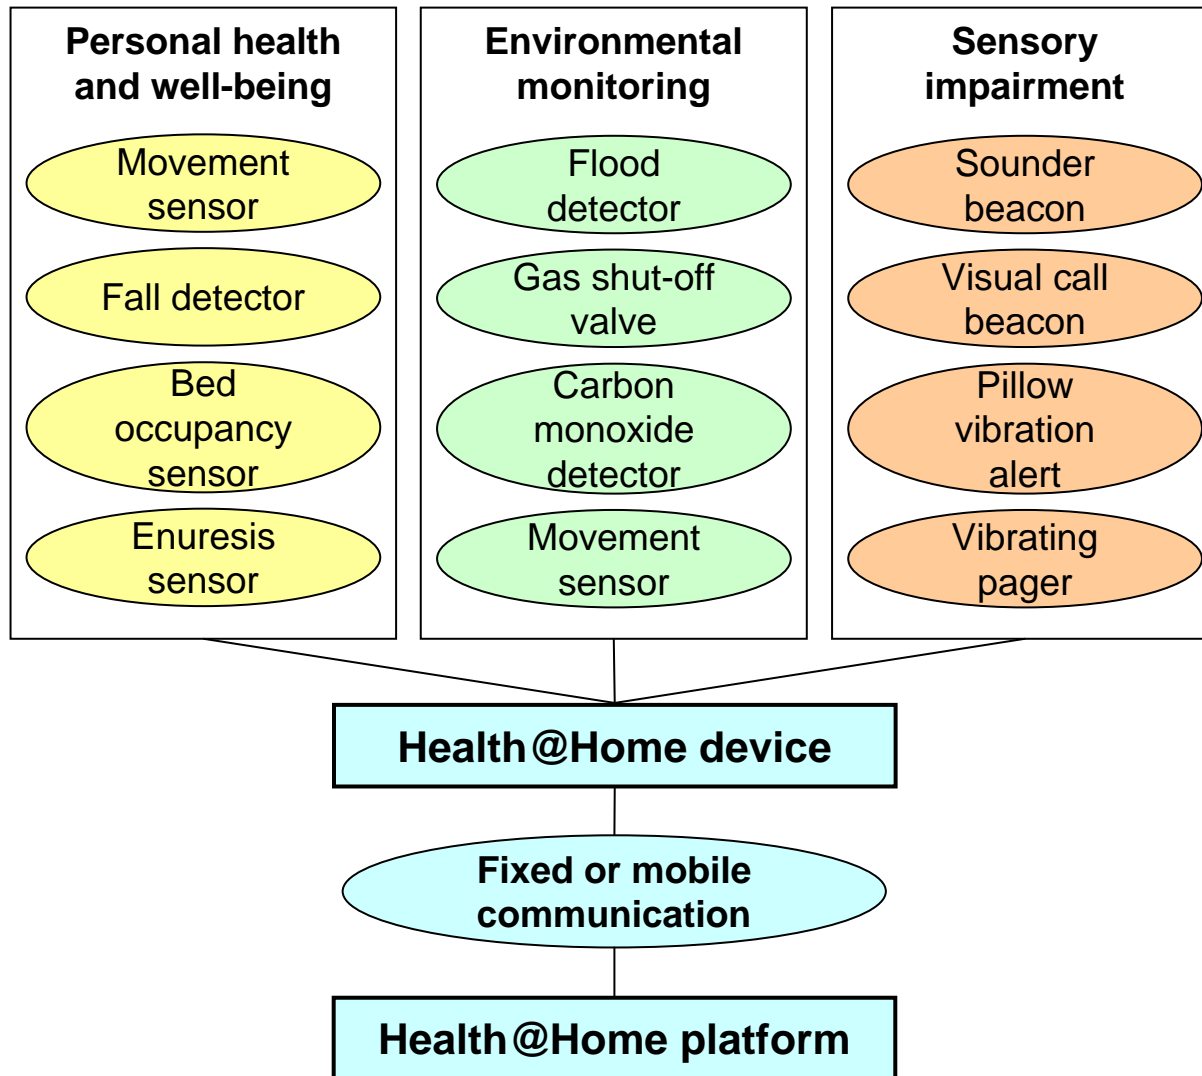 Personal health
and well-being
Movement
sensor
Fall detector
Bed
occupancy
sensor
Enuresis
sensor
Environmental
monitoring
Flood
detector
Gas shut-off
valve
Carbon
monoxide
detector
Movement
sensor
Sensory
impairment
Sounder
beacon
Visual call
beacon
Pillow
vibration
alert
Vibrating
pager
Health@Home device
Fixed or mobile
communication
Health@Home platform